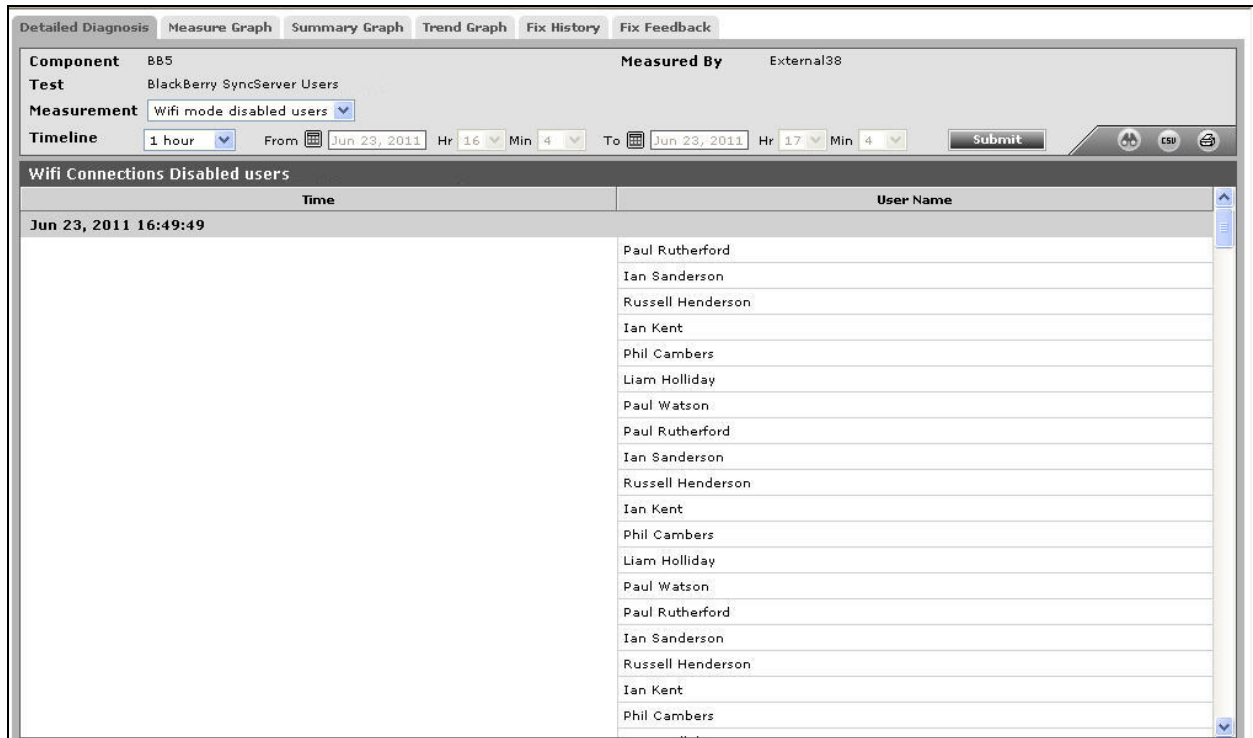 Detailed Diagnosis Measure Graph Summary Graph Trend Graph Fix History Fix Feedback
Component BB5 Measured By External38
Test BlackBerry SyncServer Users
Measurement Wifi mode disabled users
Timeline 1 hour From Jun 23, 2011 Hr 16 Min 4 To Jun 23, 2011 Hr 17 Min 4 Submit CSV
Wifi Connections Disabled users
Time User Name
Jun 23, 2011 16:49:49
Paul Rutherford
Ian Sanderson
Russell Henderson
Ian Kent
Phil Cambers
Liam Holliday
Paul Watson
Paul Rutherford
Ian Sanderson
Russell Henderson
Ian Kent
Phil Cambers
Liam Holliday
Paul Watson
Paul Rutherford
Ian Sanderson
Russell Henderson
Ian Kent
Phil Cambers